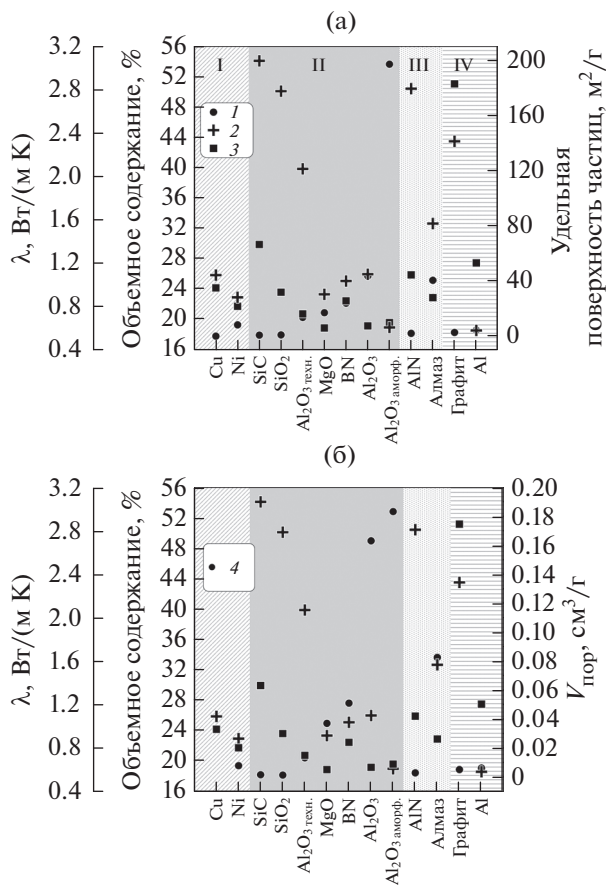 (а)
λ, Вт/(м К)
3.2
2.8
2.4
2.0
1.6
1.2
0.8
0.4
Объемное содержание, %
56
52
48
44
40
36
32
28
24
20
16
I
II
III
IV
1
2
3
200
180
80
40
0
Удельная
поверхность частиц, м²/г
Cu
Ni
SiC
SiO₂
Al₂O₃ техн.
MgO
BN
Al₂O₃
Al₂O₃ аморф.
AlN
Алмаз
Графит
Al
(б)
λ, Вт/(м К)
3.2
2.8
2.4
2.0
1.6
1.2
0.8
0.4
Объемное содержание, %
56
52
48
44
40
36
32
28
24
20
16
4
0.20
0.18
0.16
0.14
0.12
0.10
0.08
0.06
0.04
0.02
0
Vпор, см³/г
Cu
Ni
SiC
SiO₂
Al₂O₃ техн.
MgO
BN
Al₂O₃
Al₂O₃ аморф.
AlN
Алмаз
Графит
Al